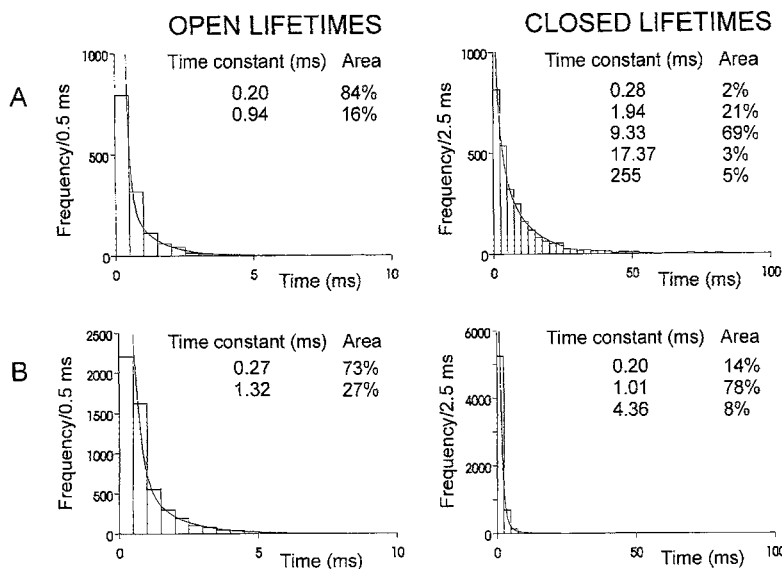 OPEN LIFETIMES
CLOSED LIFETIMES
A
Frequency/0.5 ms
1000
500
0
Time constant (ms) Area
0.20 84%
0.94 16%
0 5 10
Time (ms)
Frequency/2.5 ms
1000
500
0
Time constant (ms) Area
0.28 2%
1.94 21%
9.33 69%
17.37 3%
255 5%
0 50 100
Time (ms)
B
Frequency/0.5 ms
2500
2000
1500
1000
500
0
Time constant (ms) Area
0.27 73%
1.32 27%
0 5 10
Time (ms)
Frequency/2.5 ms
6000
4000
2000
0
Time constant (ms) Area
0.20 14%
1.01 78%
4.36 8%
0 50 100
Time (ms)